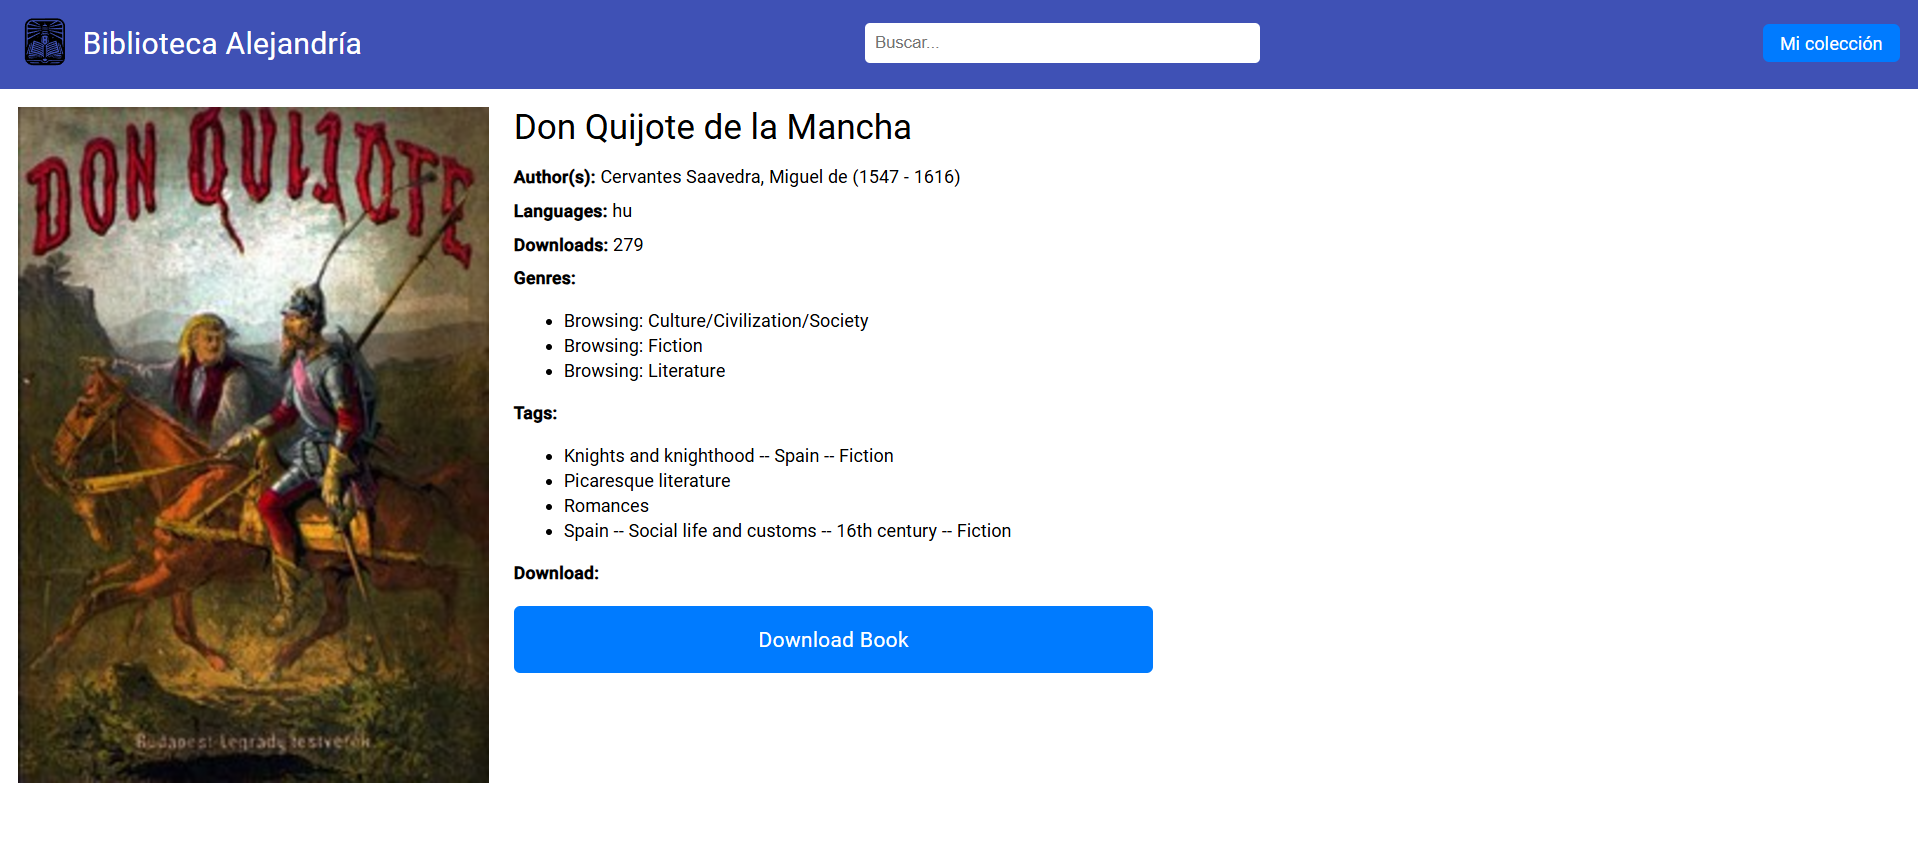 Biblioteca Alejandría
Buscar...
Mi colección
DON QUIJOTE
Budapest Legrády testvérek
Don Quijote de la Mancha
Author(s): Cervantes Saavedra, Miguel de (1547 - 1616)
Languages: hu
Downloads: 279
Genres:
Browsing: Culture/Civilization/Society
Browsing: Fiction
Browsing: Literature
Tags:
Knights and knighthood -- Spain -- Fiction
Picaresque literature
Romances
Spain -- Social life and customs -- 16th century -- Fiction
Download:
Download Book